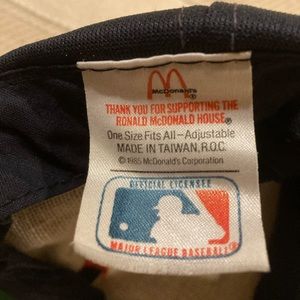 McDonald's
THANK YOU FOR SUPPORTING THE
RONALD McDONALD HOUSE®
One Size Fits All—Adjustable
MADE IN TAIWAN, R.O.C.
© 1985 McDonald's Corporation
OFFICIAL LICENSEE
MAJOR LEAGUE BASEBALL